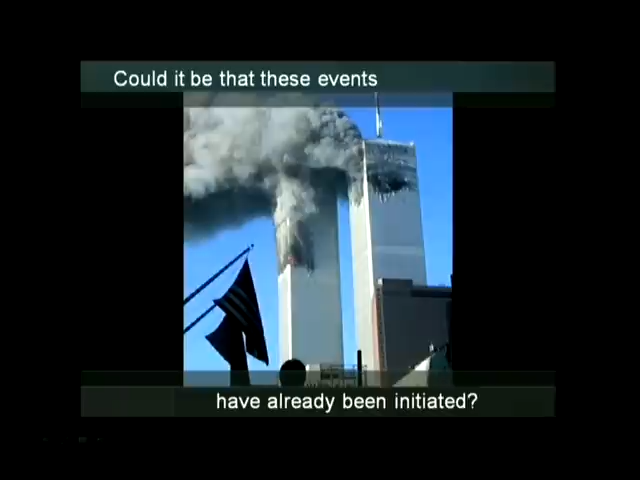 Could it be that these events
have already been initiated?